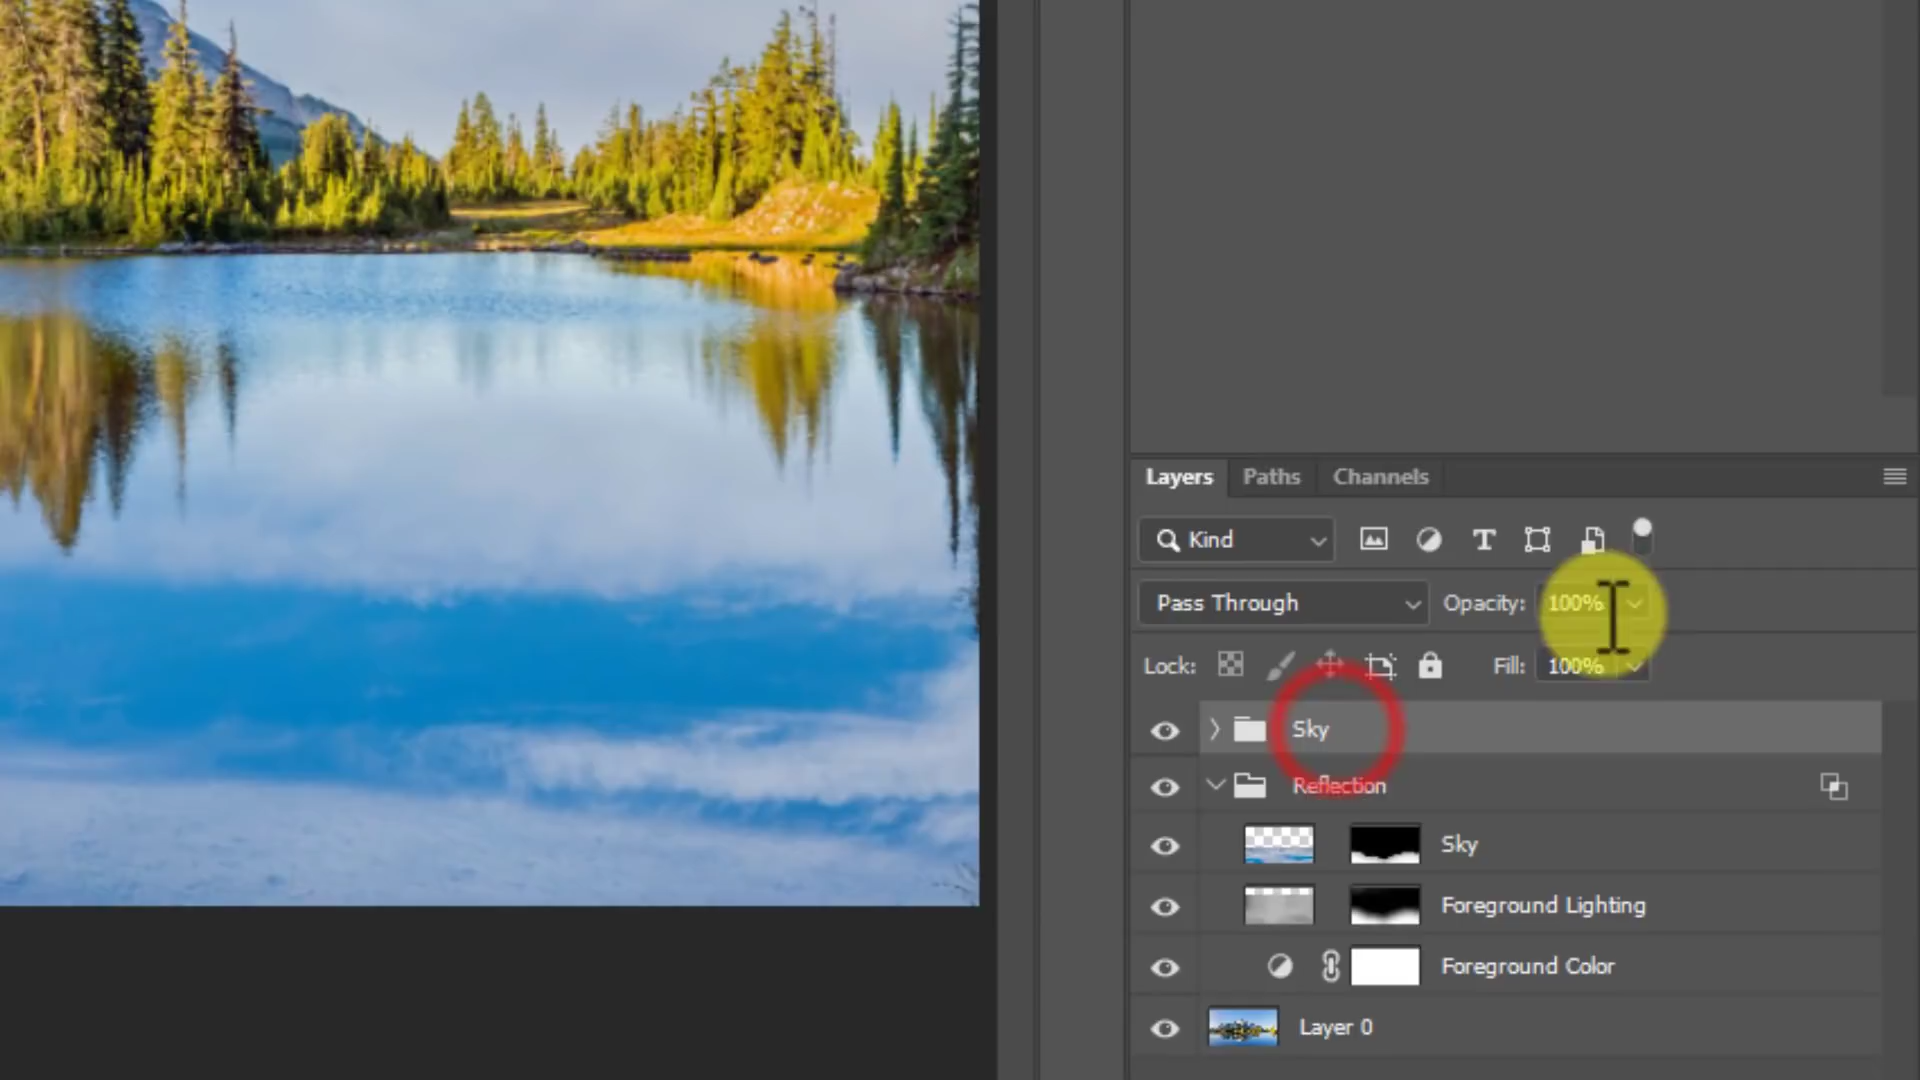 Layers Paths Channels
Kind
Pass Through Opacity: 100%
Lock: Fill: 100%
Sky
Reflection
Sky
Foreground Lighting
Foreground Color
Layer 0